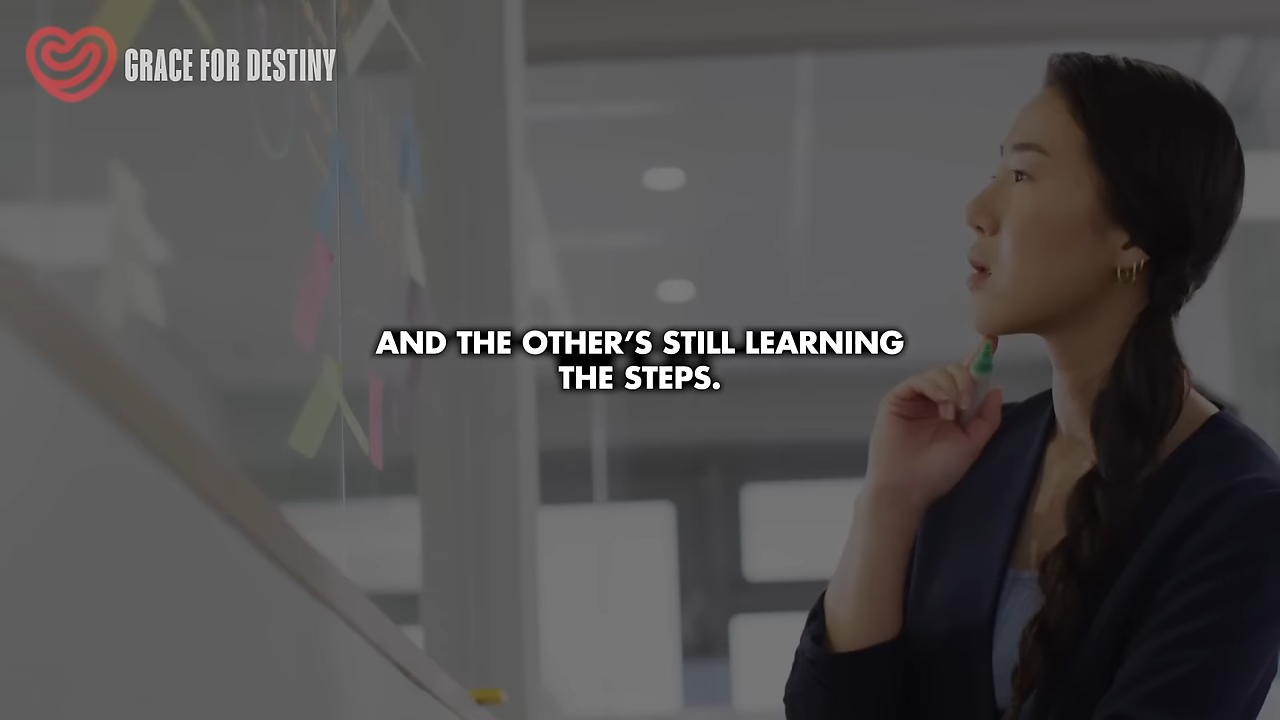 GRACE FOR DESTINY
AND THE OTHER’S STILL LEARNING
THE STEPS.